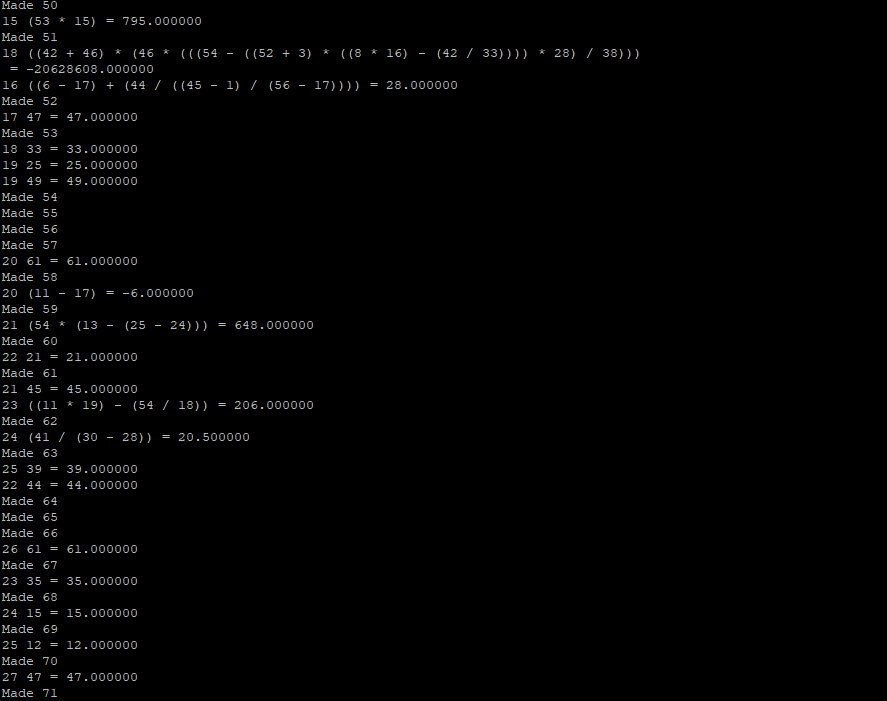 Made 50
15 (53 * 15) = 795.000000
Made 51
18 ((42 + 46) * (46 * (((54 - ((52 + 3) * ((8 * 16) - (42 / 33)))) * 28) / 38)))
 = -20628608.000000
16 ((6 - 17) + (44 / ((45 - 1) / (56 - 17)))) = 28.000000
Made 52
17 47 = 47.000000
Made 53
18 33 = 33.000000
19 25 = 25.000000
19 49 = 49.000000
Made 54
Made 55
Made 56
Made 57
20 61 = 61.000000
Made 58
20 (11 - 17) = -6.000000
Made 59
21 (54 * (13 - (25 - 24))) = 648.000000
Made 60
22 21 = 21.000000
Made 61
21 45 = 45.000000
23 ((11 * 19) - (54 / 18)) = 206.000000
Made 62
24 (41 / (30 - 28)) = 20.500000
Made 63
25 39 = 39.000000
22 44 = 44.000000
Made 64
Made 65
Made 66
26 61 = 61.000000
Made 67
23 35 = 35.000000
Made 68
24 15 = 15.000000
Made 69
25 12 = 12.000000
Made 70
27 47 = 47.000000
Made 71